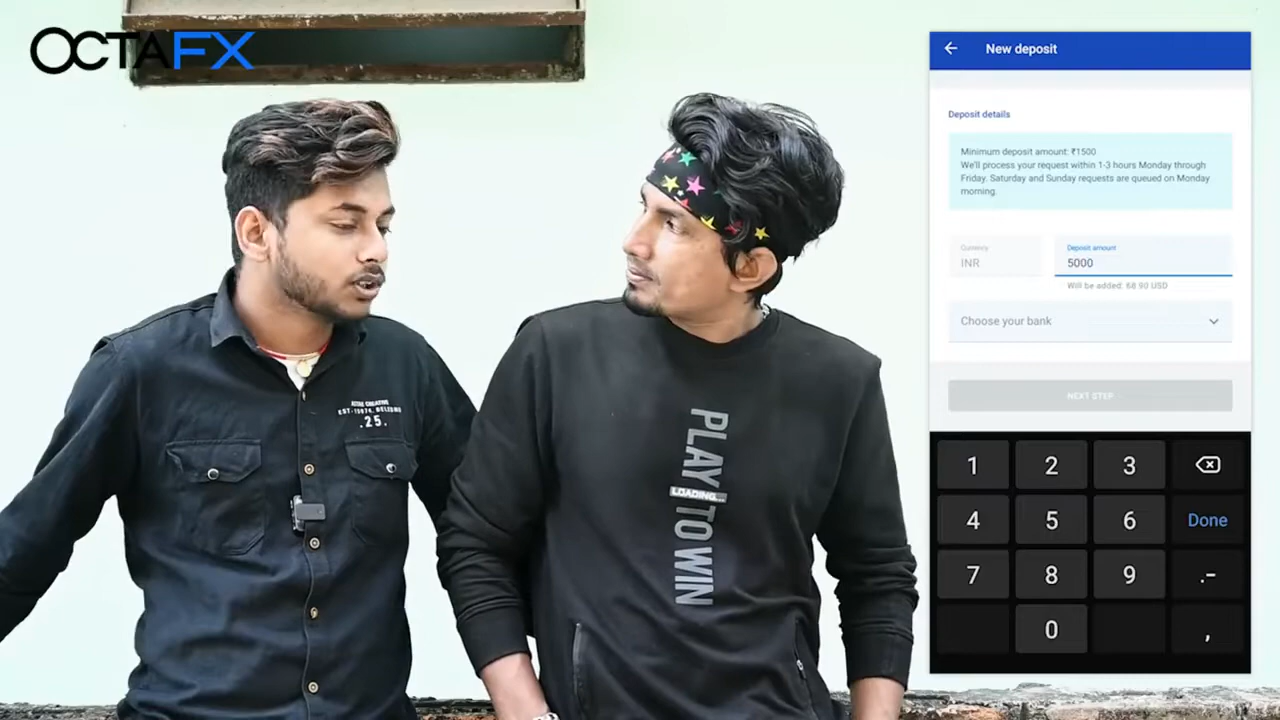 OCTAFX
New deposit
Deposit details
Minimum deposit amount: ₹1500
We'll process your request within 1-3 hours Monday through
Friday. Saturday and Sunday requests are queued on Monday
morning.
Currency
INR
Deposit amount
5000
Will be added: 68.90 USD
Choose your bank
NEXT STEP
1 2 3
4 5 6 Done
7 8 9 .-
0 ,
.25.
PLAY TO WIN
LOADING...